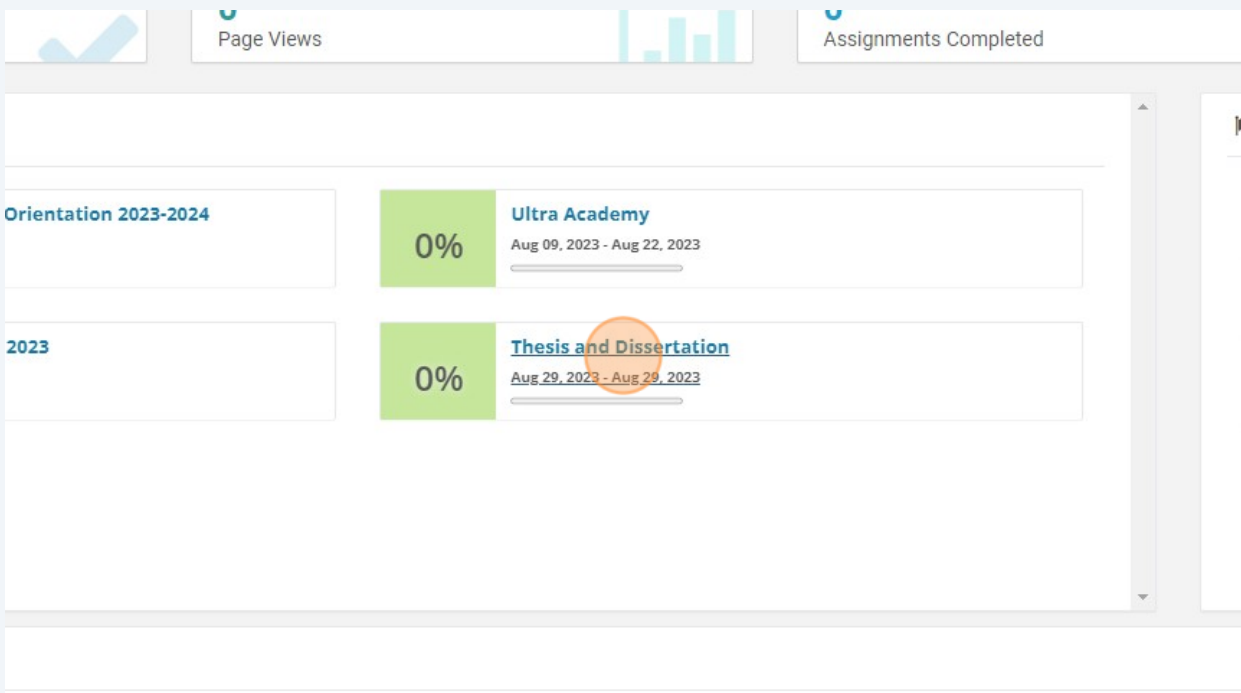 Page Views
Assignments Completed
Orientation 2023-2024
0%
Ultra Academy
Aug 09, 2023 - Aug 22, 2023
2023
0%
Thesis and Dissertation
Aug 29, 2023 - Aug 29, 2023